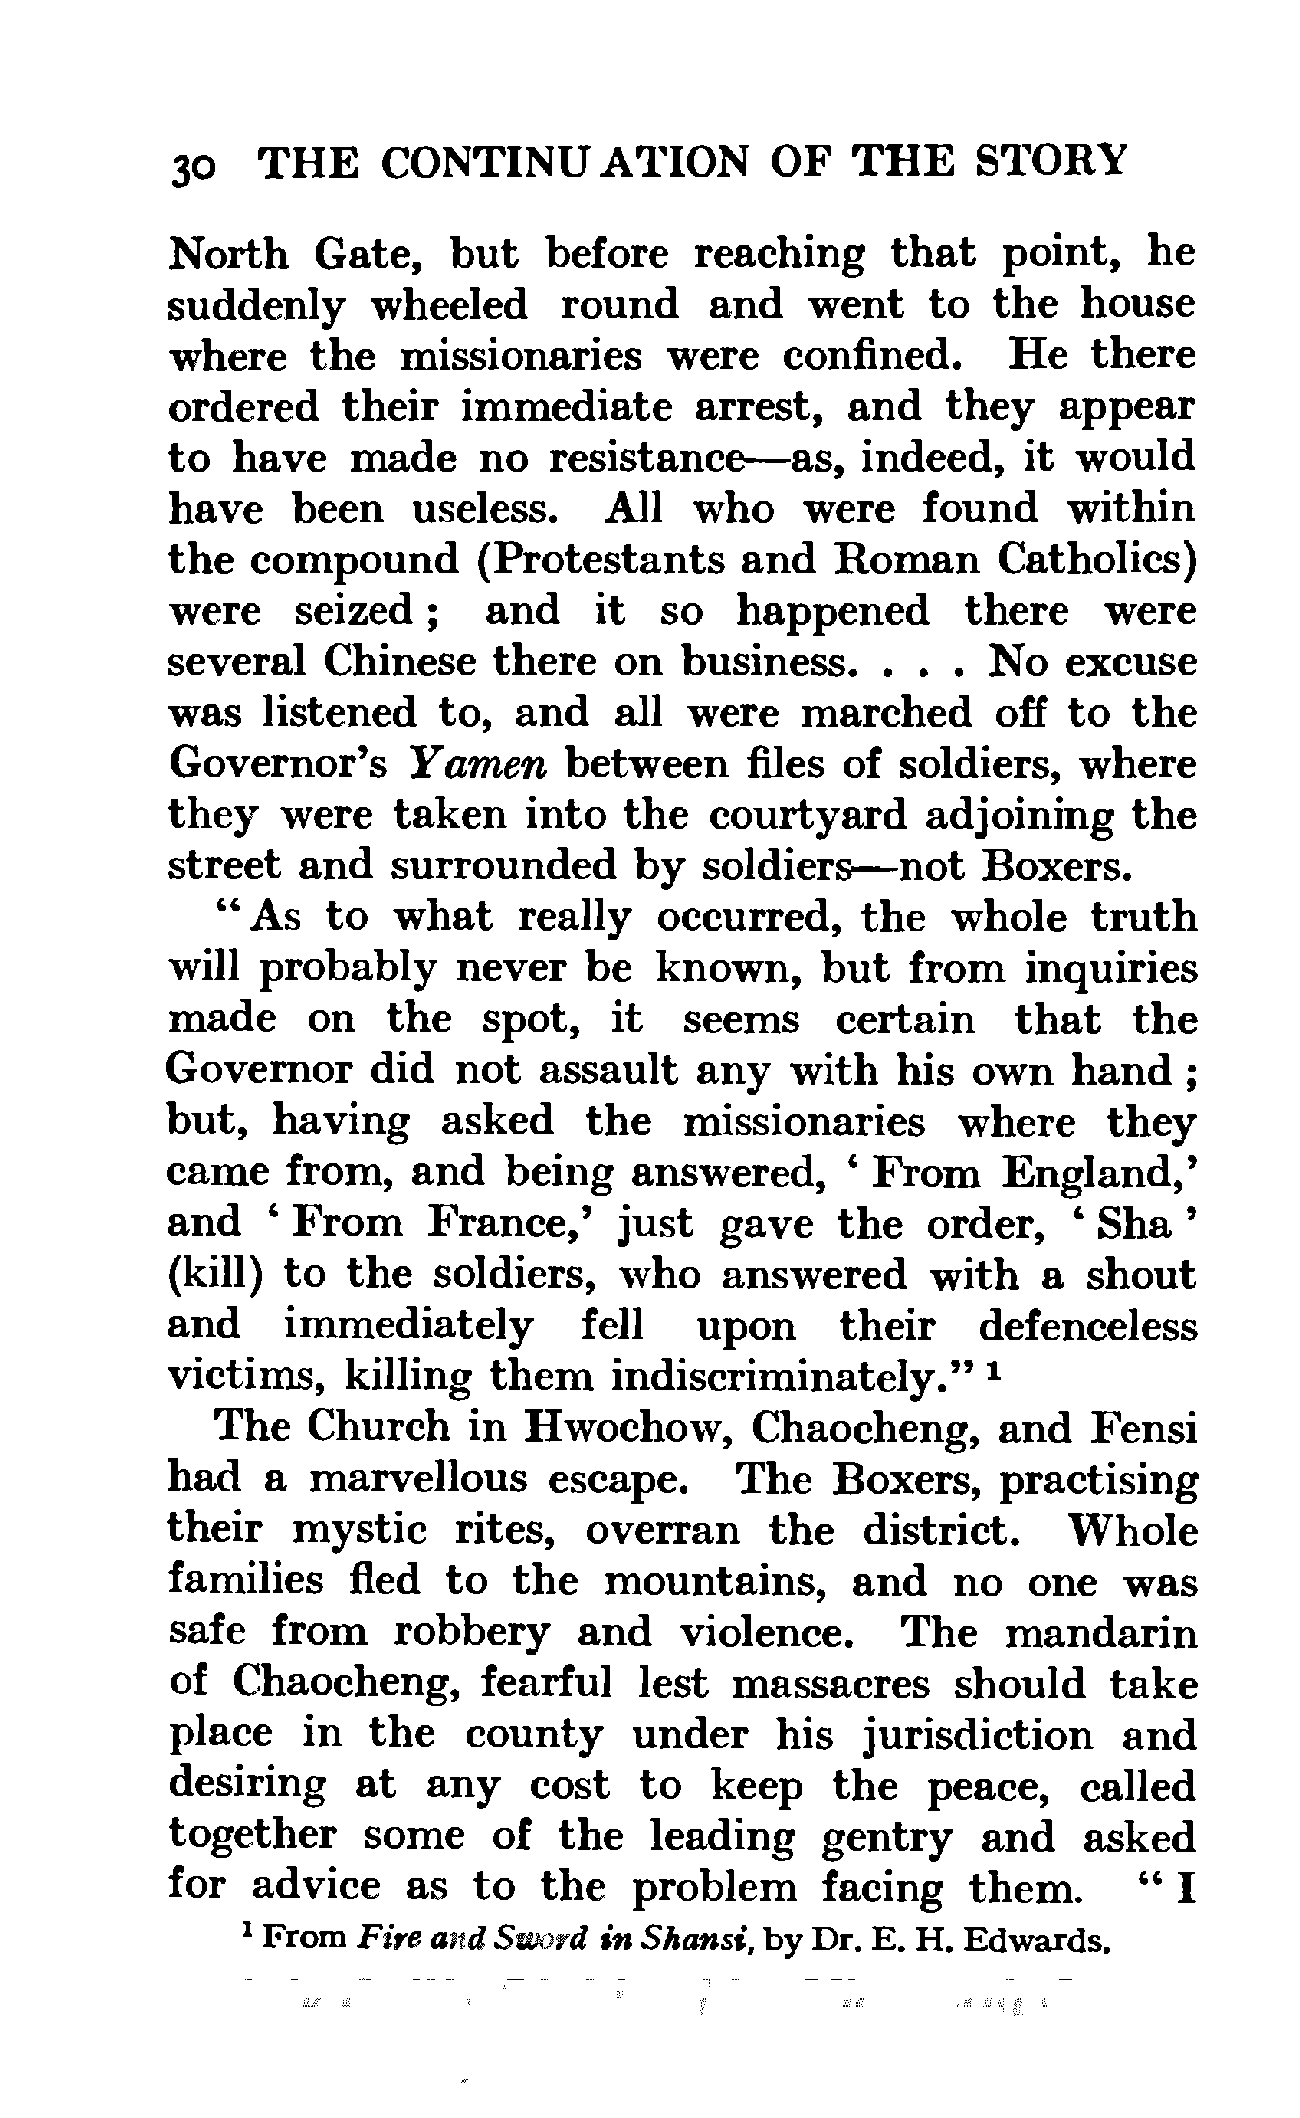 30 THE CONTINUATION OF THE STORY
North Gate, but before reaching that point, he
suddenly wheeled round and went to the house
where the missionaries were confined. He there
ordered their immediate arrest, and they appear
to have made no resistance—as, indeed, it would
have been useless. All who were found within
the compound (Protestants and Roman Catholics)
were seized ; and it so happened there were
several Chinese there on business. . . . No excuse
was listened to, and all were marched off to the
Governor's Yamen between files of soldiers, where
they were taken into the courtyard adjoining the
street and surrounded by soldiers—not Boxers.
“ As to what really occurred, the whole truth
will probably never be known, but from inquiries
made on the spot, it seems certain that the
Governor did not assault any with his own hand ;
but, having asked the missionaries where they
came from, and being answered, ‘ From England,’
and ‘ From France,’ just gave the order, ‘ Sha ’
(kill) to the soldiers, who answered with a shout
and immediately fell upon their defenceless
victims, killing them indiscriminately.” ¹
The Church in Hwochow, Chaocheng, and Fensi
had a marvellous escape. The Boxers, practising
their mystic rites, overran the district. Whole
families fled to the mountains, and no one was
safe from robbery and violence. The mandarin
of Chaocheng, fearful lest massacres should take
place in the county under his jurisdiction and
desiring at any cost to keep the peace, called
together some of the leading gentry and asked
for advice as to the problem facing them. “ I
¹ From Fire and Sword in Shansi, by Dr. E. H. Edwards.